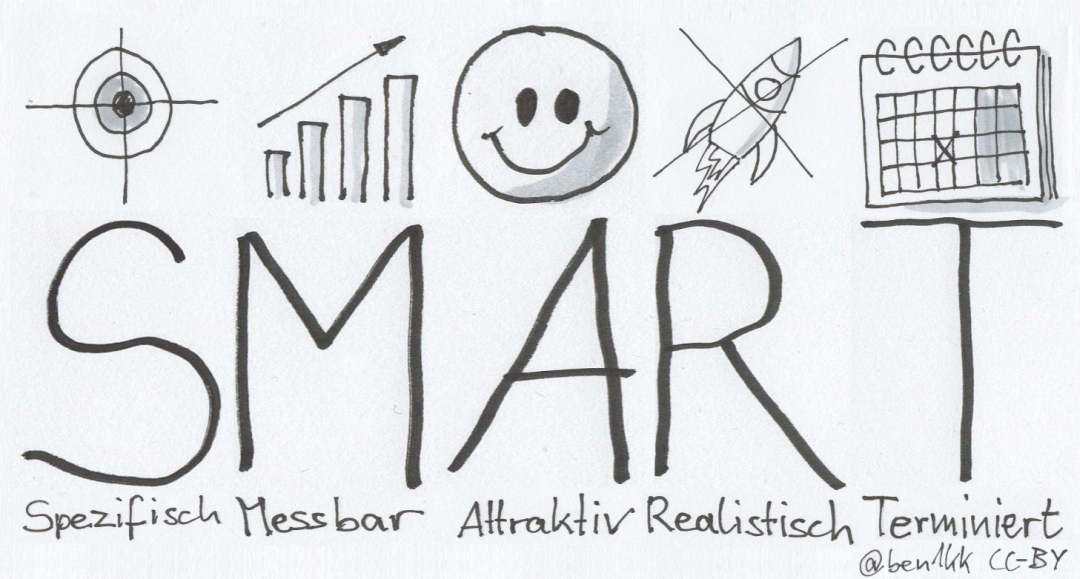 SMART
Spezifisch Messbar Attraktiv Realistisch Terminiert
CC-BY